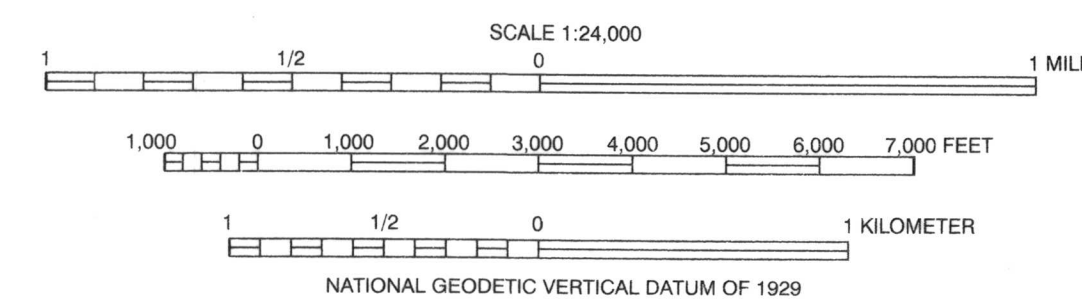 SCALE 1:24,000
1 1/2 0 1 MIL
1,000 0 1,000 2,000 3,000 4,000 5,000 6,000 7,000 FEET
1 1/2 0 1 KILOMETER
NATIONAL GEODETIC VERTICAL DATUM OF 1929